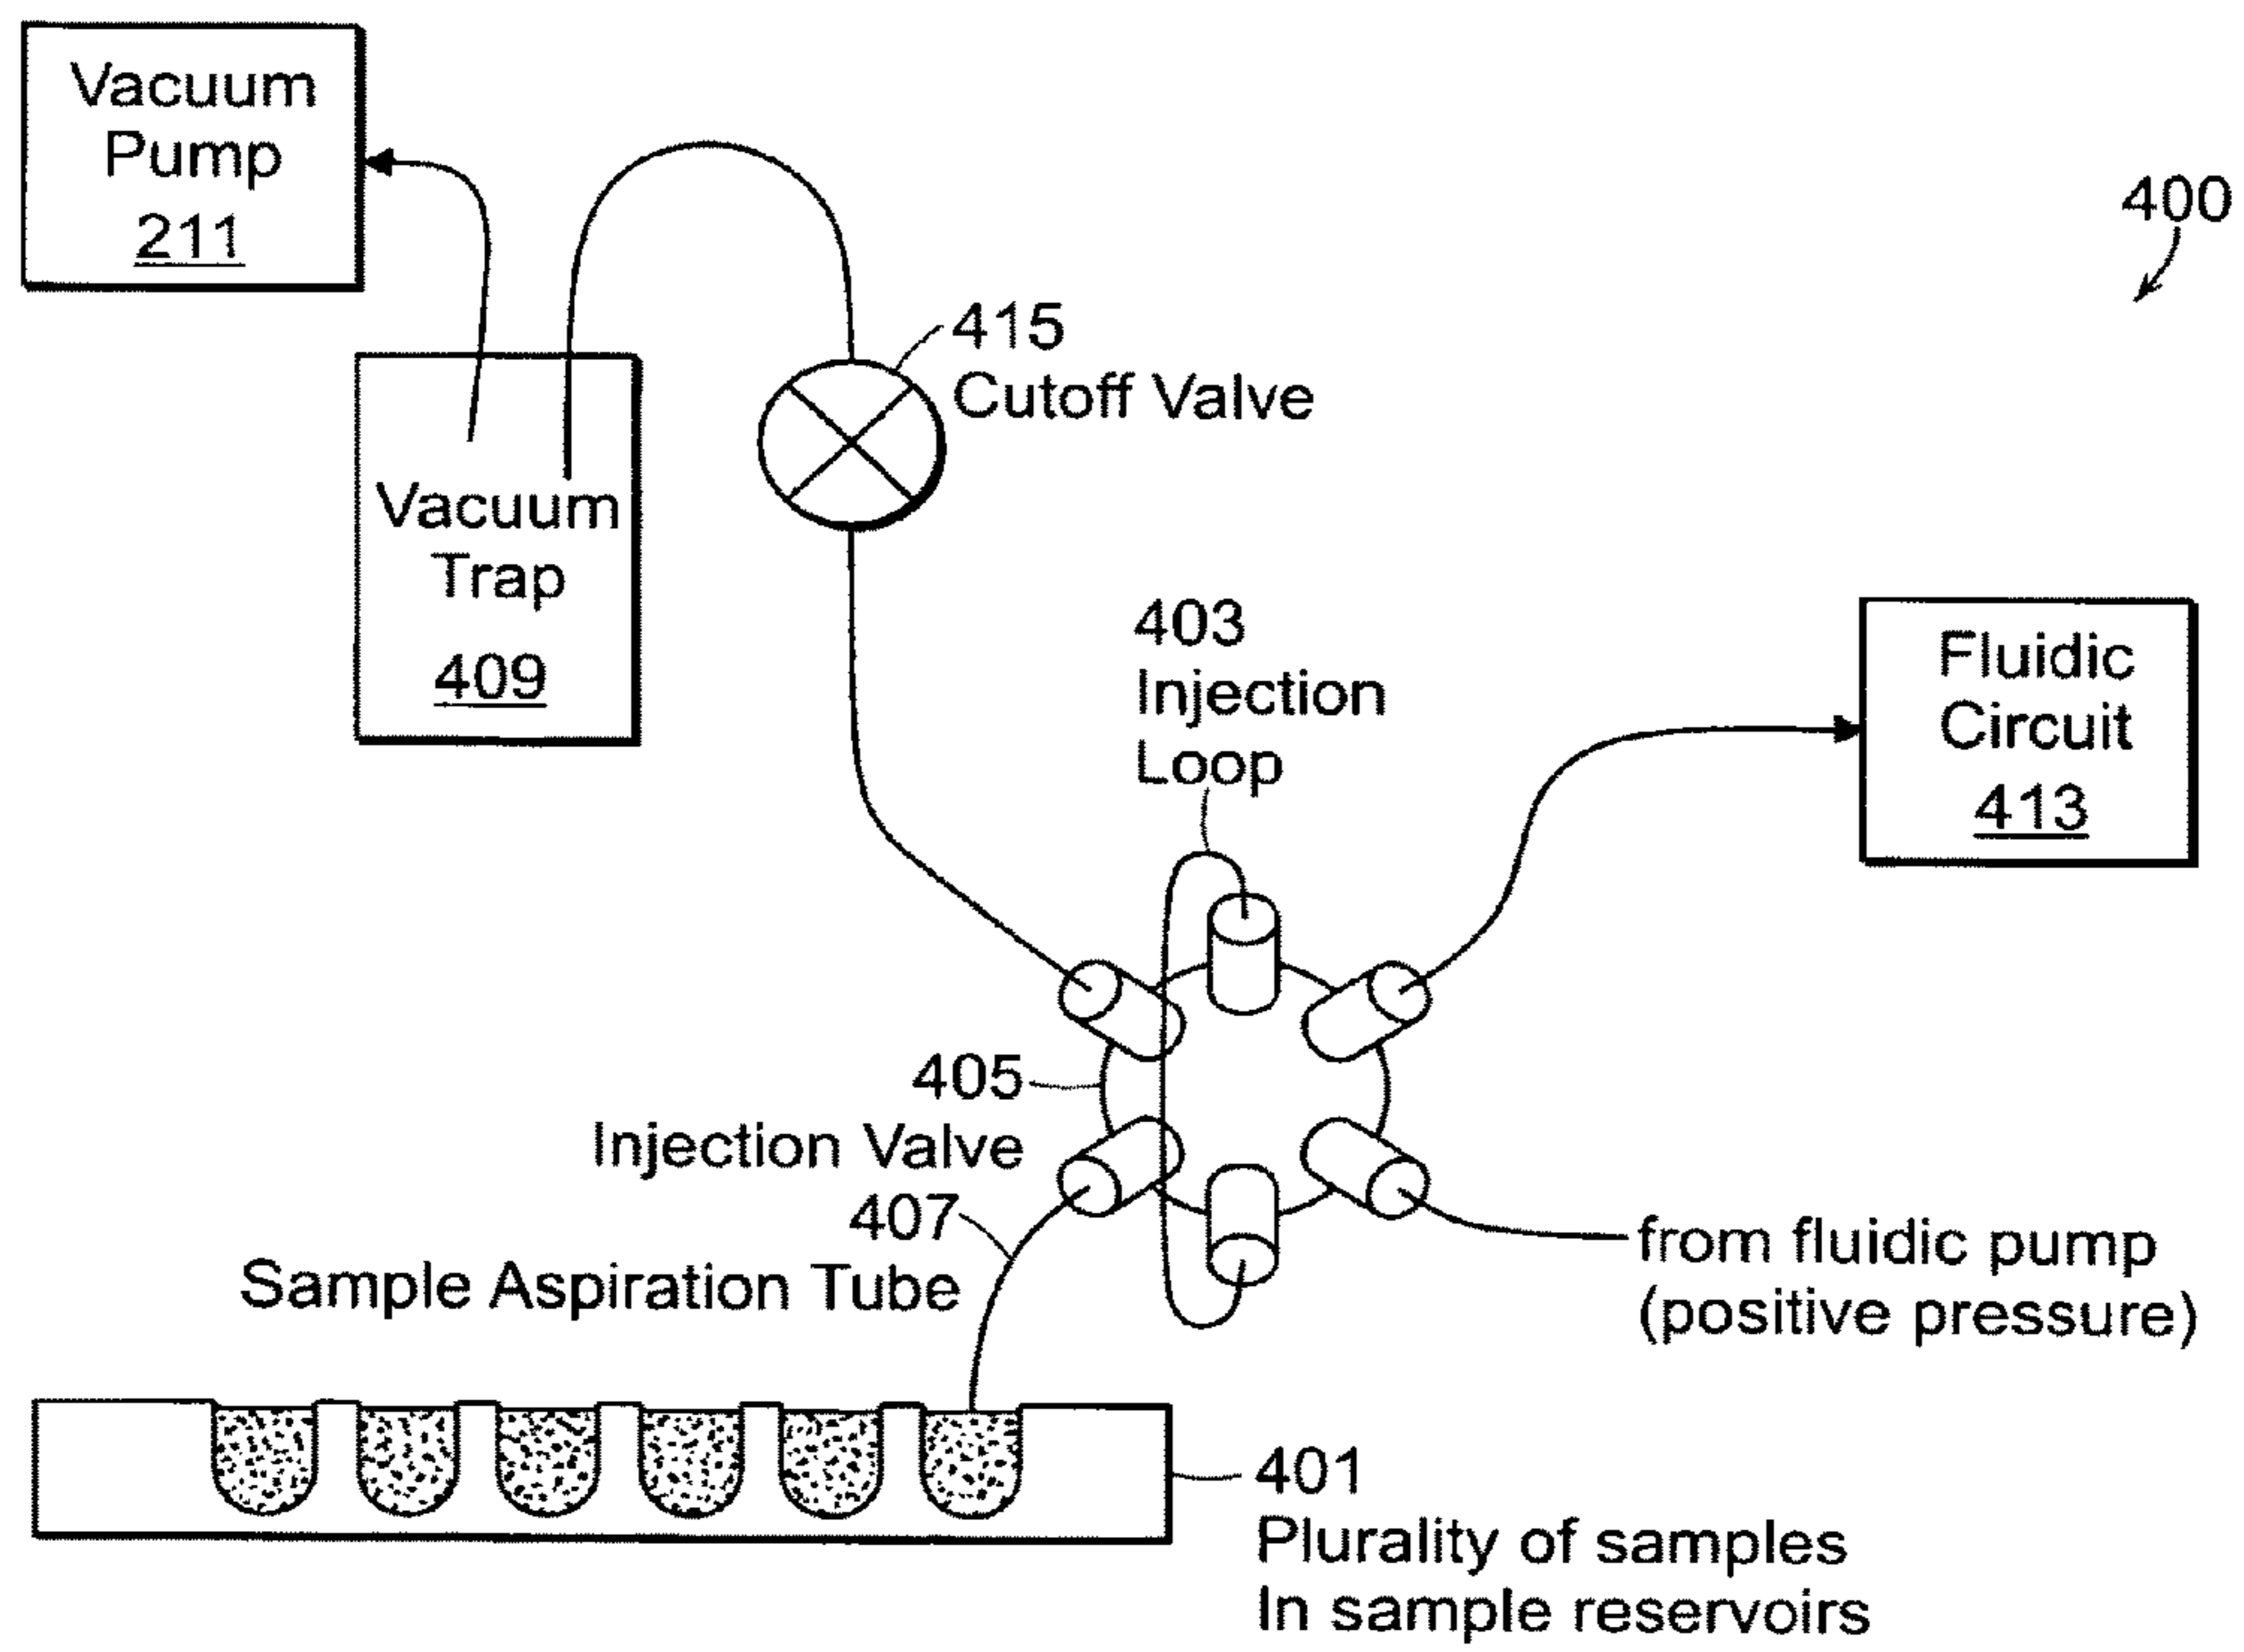 Vacuum
Pump
211
400
415
Cutoff Valve
Vacuum
Trap
409
403
Injection
Loop
Fluidic
Circuit
413
405
Injection Valve
407
Sample Aspiration Tube
from fluidic pump
(positive pressure)
401
Plurality of samples
In sample reservoirs